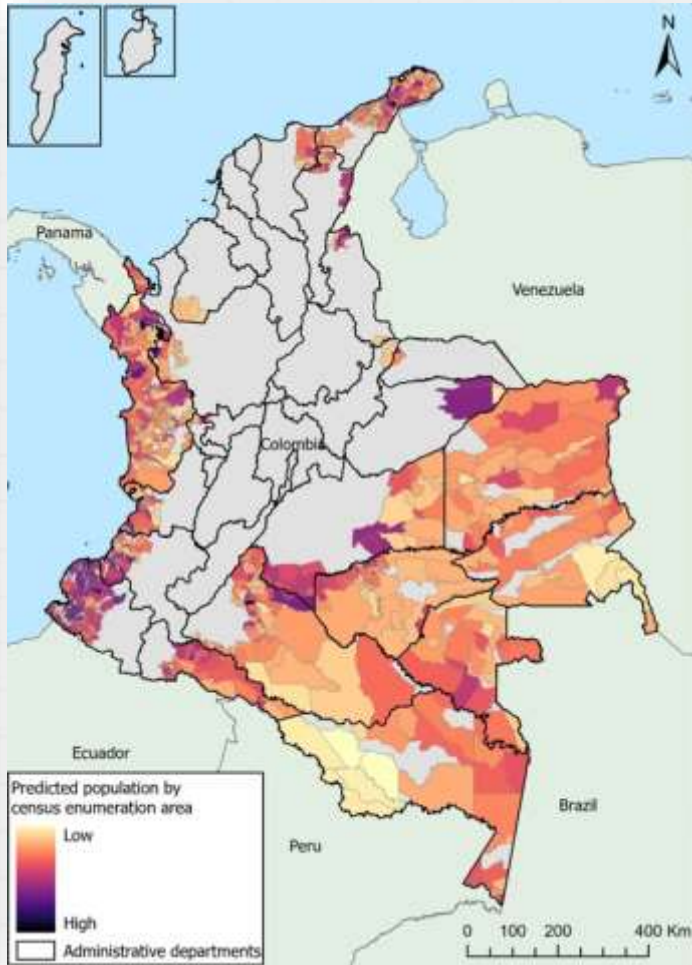 N
Panama
Venezuela
Colombia
Ecuador
Brazil
Peru
Predicted population by
census enumeration area
Low
High
Administrative departments
0 100 200 400 Km